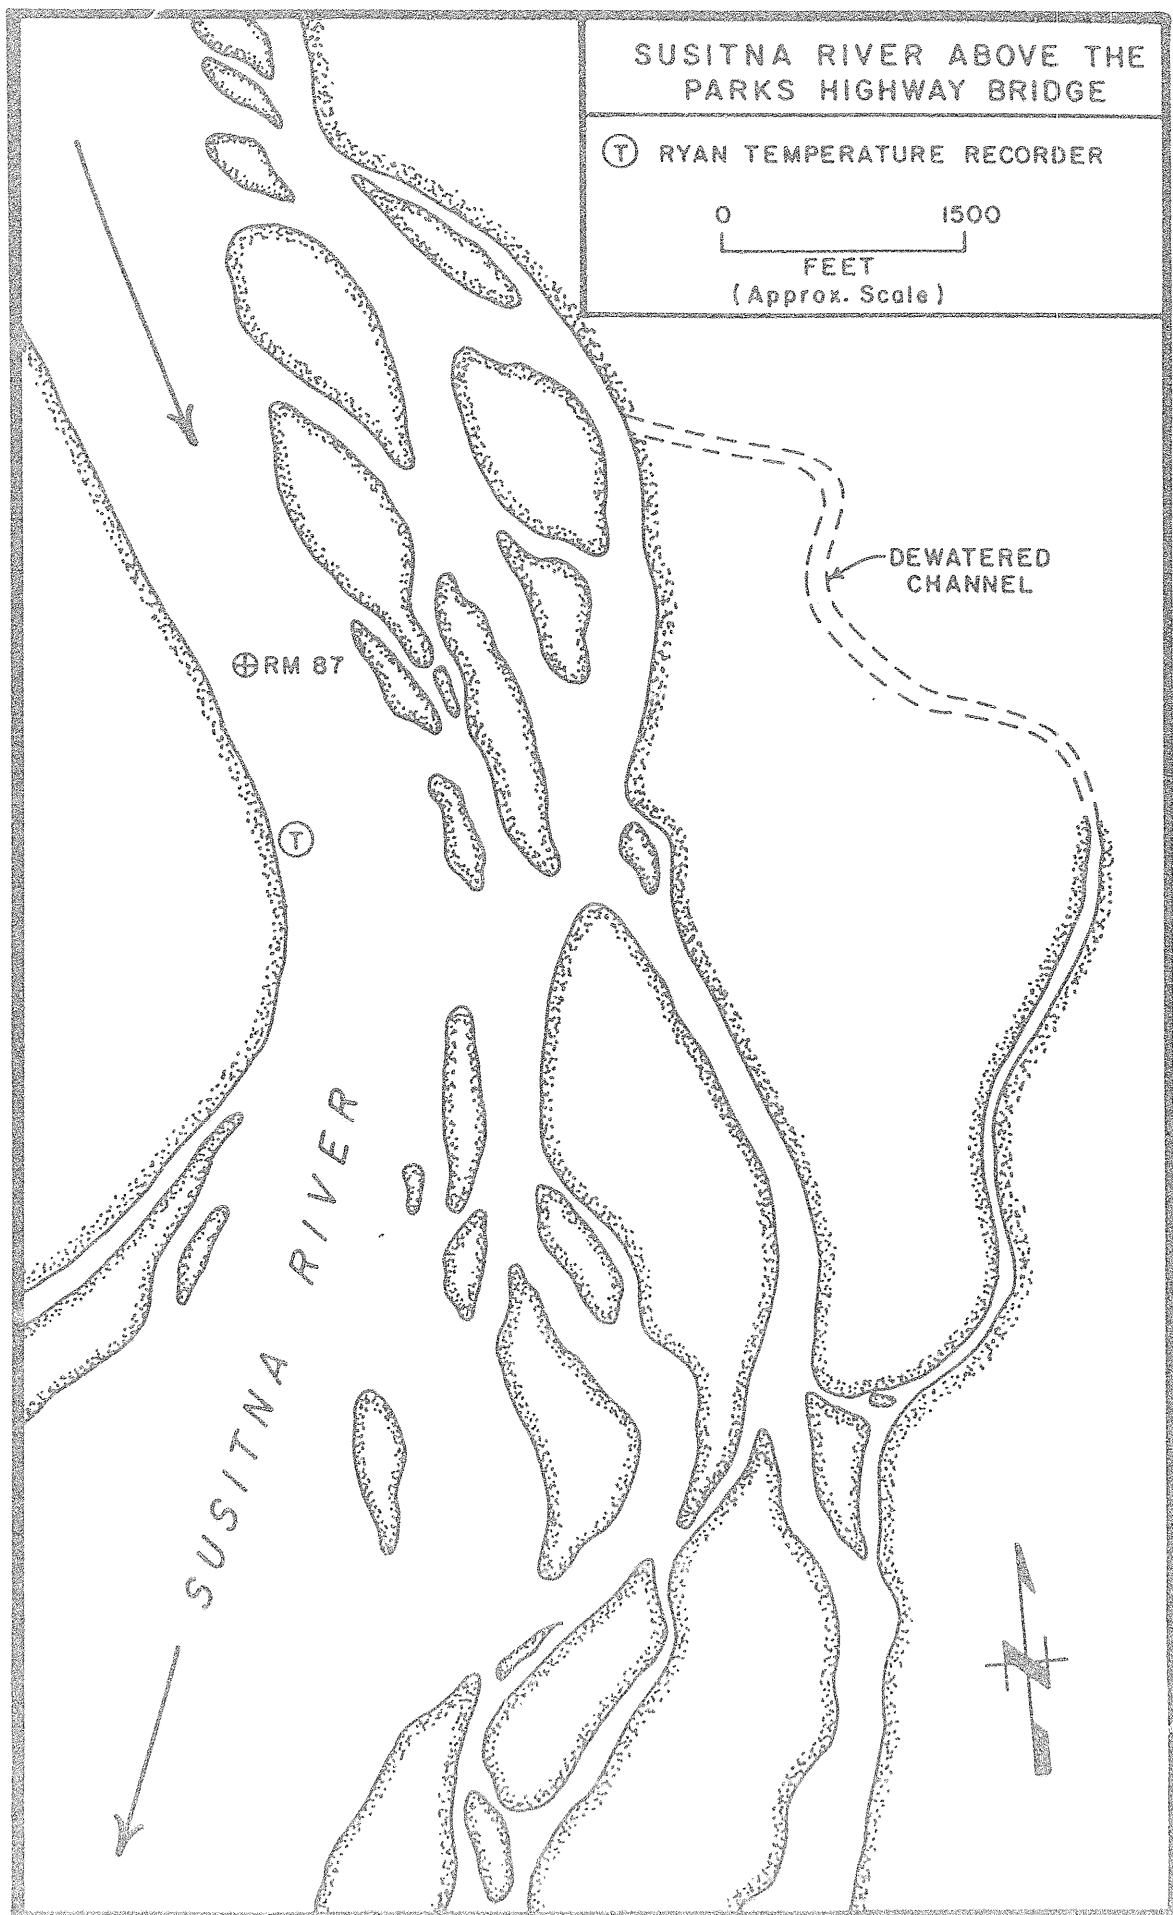 SUSITNA RIVER ABOVE THE
PARKS HIGHWAY BRIDGE
T RYAN TEMPERATURE RECORDER
0 1500
FEET
(Approx. Scale)
DEWATERED
CHANNEL
RM 87
T
SUSITNA RIVER
N